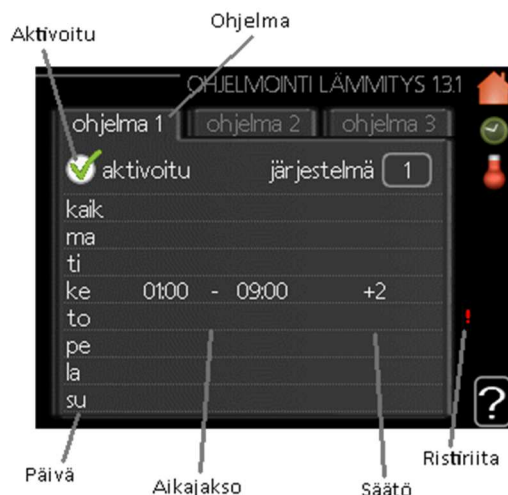 Ohjelma
Aktivoitu
OHJELMOINTI LÄMMITYS 1.3.1
ohjelma 1 ohjelma 2 ohjelma 3
aktivoitu järjestelmä 1
kaik
ma
ti
ke 01:00 - 09:00 +2
to
!
pe
la
su
?
Ristiriita
Päivä
Aikajakso
Säätö